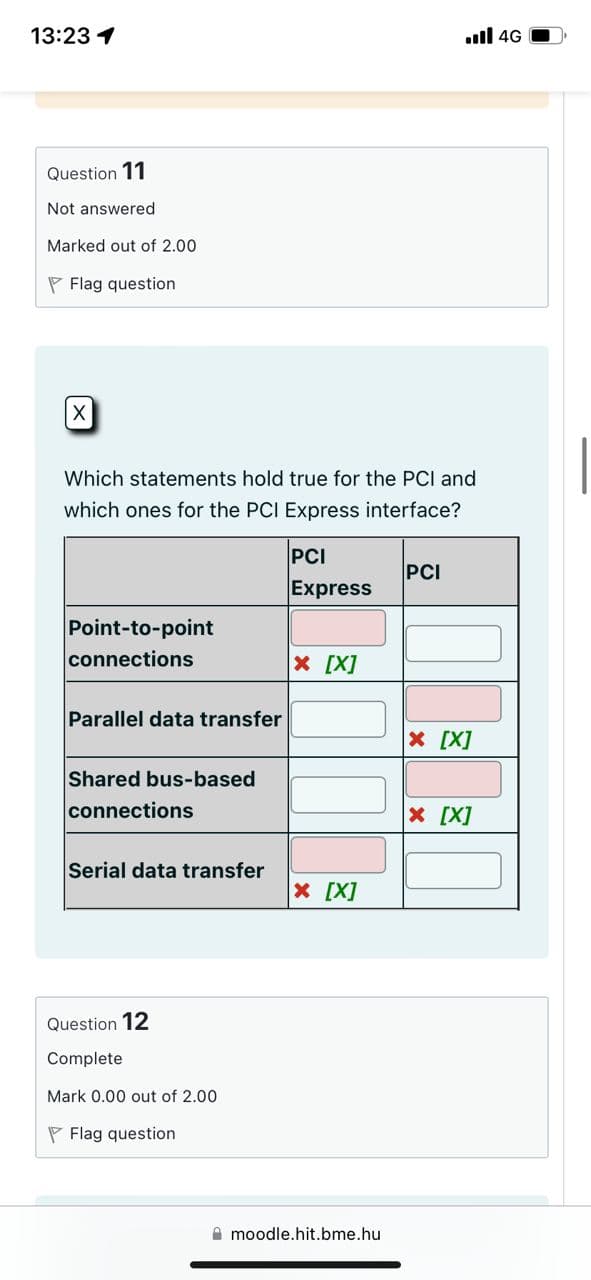 13:23
4G
Question 11
Not answered
Marked out of 2.00
Flag question
X
Which statements hold true for the PCI and
which ones for the PCI Express interface?
PCI
Express
PCI
Point-to-point
connections
[X]
Parallel data transfer
[X]
Shared bus-based
connections
[X]
Serial data transfer
[X]
Question 12
Complete
Mark 0.00 out of 2.00
Flag question
moodle.hit.bme.hu